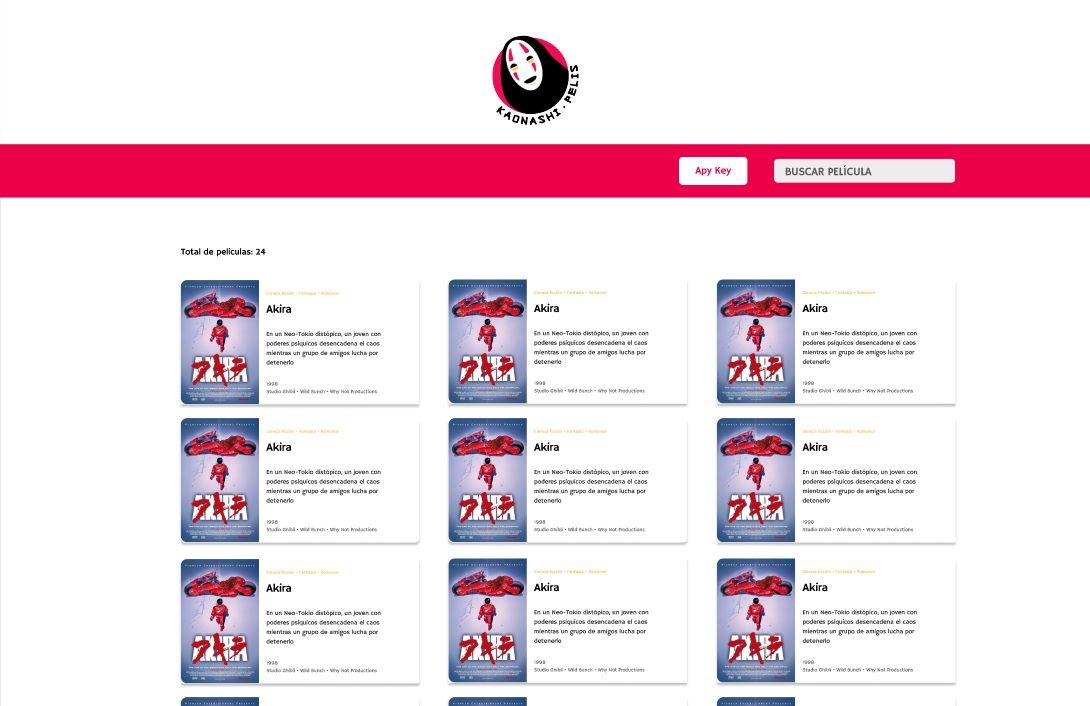 KAONASHI · PELIS
Apy Key
BUSCAR PELÍCULA
Total de películas: 24
Ciencia ficción • Fantasía • Romance
Akira
En un Neo-Tokio distópico, un joven con
poderes psíquicos desencadena el caos
mientras un grupo de amigos lucha por
detenerlo
1998
Studio Ghibli • Wild Bunch • Why Not Productions
AKIRA
Ciencia ficción • Fantasía • Romance
Akira
En un Neo-Tokio distópico, un joven con
poderes psíquicos desencadena el caos
mientras un grupo de amigos lucha por
detenerlo
1998
Studio Ghibli • Wild Bunch • Why Not Productions
AKIRA
Ciencia ficción • Fantasía • Romance
Akira
En un Neo-Tokio distópico, un joven con
poderes psíquicos desencadena el caos
mientras un grupo de amigos lucha por
detenerlo
1998
Studio Ghibli • Wild Bunch • Why Not Productions
AKIRA
Ciencia ficción • Fantasía • Romance
Akira
En un Neo-Tokio distópico, un joven con
poderes psíquicos desencadena el caos
mientras un grupo de amigos lucha por
detenerlo
1998
Studio Ghibli • Wild Bunch • Why Not Productions
AKIRA
Ciencia ficción • Fantasía • Romance
Akira
En un Neo-Tokio distópico, un joven con
poderes psíquicos desencadena el caos
mientras un grupo de amigos lucha por
detenerlo
1998
Studio Ghibli • Wild Bunch • Why Not Productions
AKIRA
Ciencia ficción • Fantasía • Romance
Akira
En un Neo-Tokio distópico, un joven con
poderes psíquicos desencadena el caos
mientras un grupo de amigos lucha por
detenerlo
1998
Studio Ghibli • Wild Bunch • Why Not Productions
AKIRA
Ciencia ficción • Fantasía • Romance
Akira
En un Neo-Tokio distópico, un joven con
poderes psíquicos desencadena el caos
mientras un grupo de amigos lucha por
detenerlo
1998
Studio Ghibli • Wild Bunch • Why Not Productions
AKIRA
Ciencia ficción • Fantasía • Romance
Akira
En un Neo-Tokio distópico, un joven con
poderes psíquicos desencadena el caos
mientras un grupo de amigos lucha por
detenerlo
1998
Studio Ghibli • Wild Bunch • Why Not Productions
AKIRA
Ciencia ficción • Fantasía • Romance
Akira
En un Neo-Tokio distópico, un joven con
poderes psíquicos desencadena el caos
mientras un grupo de amigos lucha por
detenerlo
1998
Studio Ghibli • Wild Bunch • Why Not Productions
AKIRA